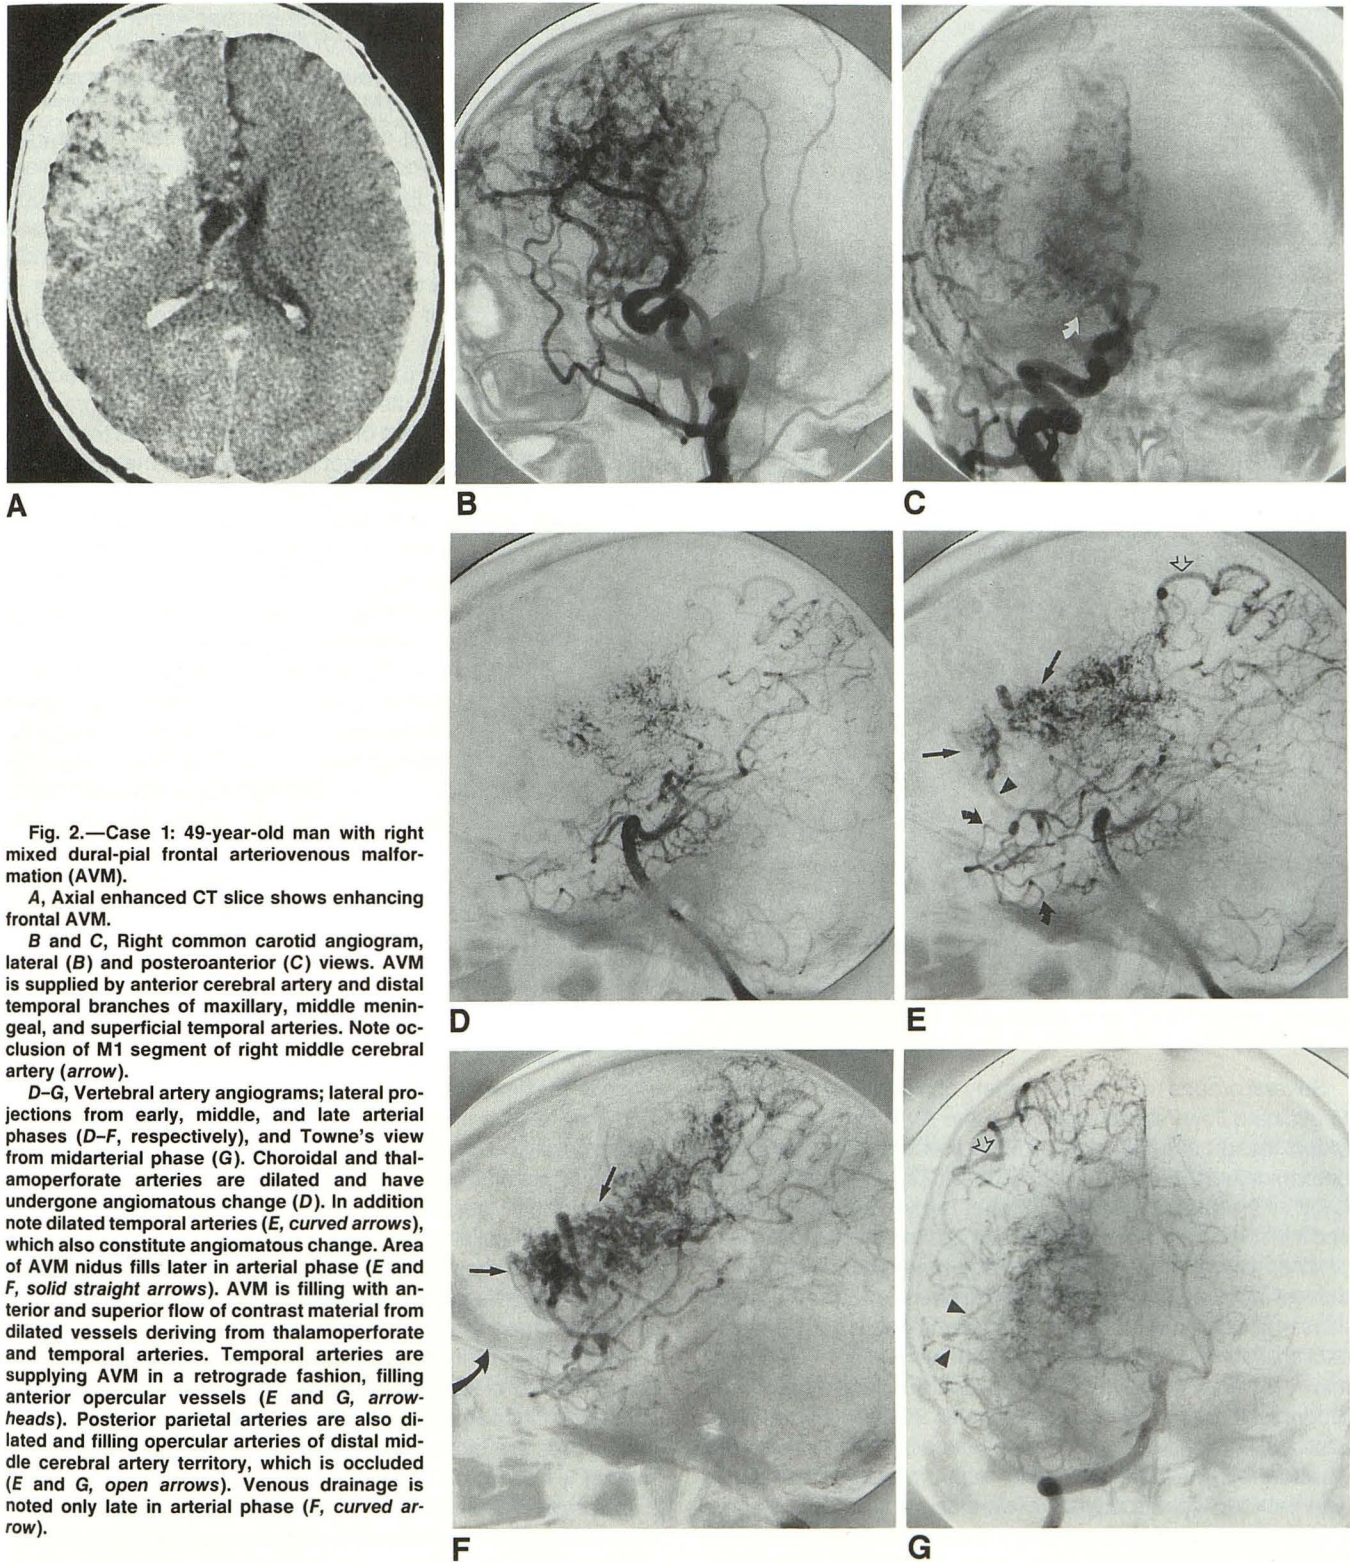 A
B
C
D
E
F
G
Fig. 2.—Case 1: 49-year-old man with right
mixed dural-pial frontal arteriovenous malfor-
mation (AVM).
A, Axial enhanced CT slice shows enhancing
frontal AVM.
B and C, Right common carotid angiogram,
lateral (B) and posteroanterior (C) views. AVM
is supplied by anterior cerebral artery and distal
temporal branches of maxillary, middle menin-
geal, and superficial temporal arteries. Note oc-
clusion of M1 segment of right middle cerebral
artery (arrow).
D–G, Vertebral artery angiograms; lateral pro-
jections from early, middle, and late arterial
phases (D–F, respectively), and Towne's view
from midarterial phase (G). Choroidal and thal-
amoperforate arteries are dilated and have
undergone angiomatous change (D). In addition
note dilated temporal arteries (E, curved arrows),
which also constitute angiomatous change. Area
of AVM nidus fills later in arterial phase (E and
F, solid straight arrows). AVM is filling with an-
terior and superior flow of contrast material from
dilated vessels deriving from thalamoperforate
and temporal arteries. Temporal arteries are
supplying AVM in a retrograde fashion, filling
anterior opercular vessels (E and G, arrow-
heads). Posterior parietal arteries are also di-
lated and filling opercular arteries of distal mid-
dle cerebral artery territory, which is occluded
(E and G, open arrows). Venous drainage is
noted only late in arterial phase (F, curved ar-
row).